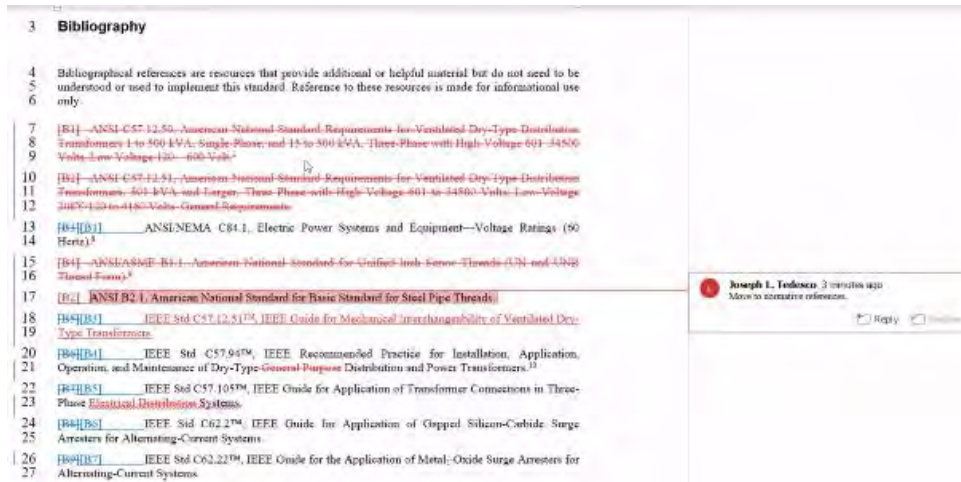 3 Bibliography
4 Bibliographical references are resources that provide additional or helpful material but do not need to be
5 understood or used to implement this standard. Reference to these resources is made for informational use
6 only.
7 [B1] ANSI C57.12.50, American National Standard Requirements for Ventilated Dry-Type Distribution
8 Transformers 1 to 500 kVA, Single-Phase, and 15 to 500 kVA, Three-Phase with High-Voltage 601-34500
9 Volts, Low-Voltage 120-600 Volt.
10 [B2] ANSI C57.12.51, American National Standard Requirements for Ventilated Dry-Type Distribution
11 Transformers, 501 kVA and Larger, Three-Phase with High-Voltage 601 to 34500 Volts, Low-Voltage
12 to 4160 Volts General Requirements.
13 [B3][B1] ANSI/NEMA C84.1, Electric Power Systems and Equipment—Voltage Ratings (60
14 Hertz).8
15 [B4] ANSI/ASME B1.1, American National Standard for Unified Inch Screw Threads (UN and UNR
16 Thread Form).9
17 [B2] ANSI B2.1, American National Standard for Basic Standard for Steel Pipe Threads.
Joseph L. Tedesco, 3 minutes ago
Move to normative references.
Reply
18 [B5][B3] IEEE Std C57.12.51™, IEEE Guide for Mechanical Interchangeability of Ventilated Dry-
19 Type Transformers.
20 [B6][B4] IEEE Std C57.94™, IEEE Recommended Practice for Installation, Application,
21 Operation, and Maintenance of Dry-Type General Purpose Distribution and Power Transformers.10
22 [B7][B5] IEEE Std C57.105™, IEEE Guide for Application of Transformer Connections in Three-
23 Phase Electrical Distribution Systems.
24 [B8][B6] IEEE Std C62.2™, IEEE Guide for Application of Gapped Silicon-Carbide Surge
25 Arresters for Alternating-Current Systems.
26 [B9][B7] IEEE Std C62.22™, IEEE Guide for the Application of Metal-Oxide Surge Arresters for
27 Alternating-Current Systems.